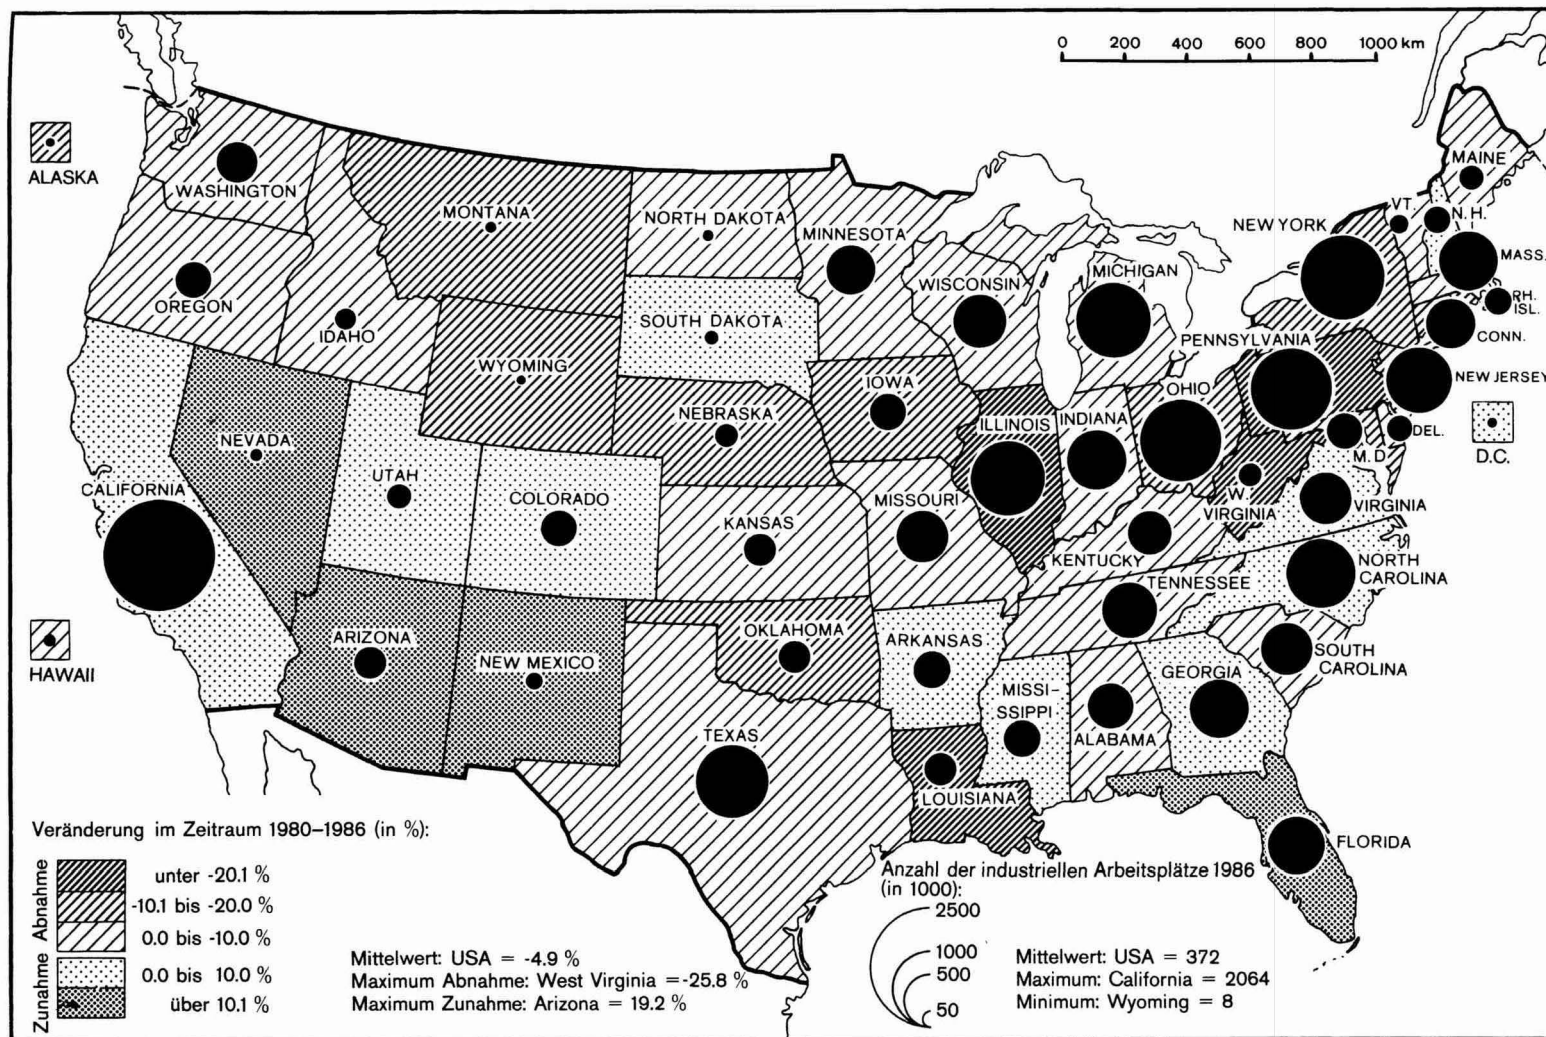 0 200 400 600 800 1000 km
ALASKA
WASHINGTON
MONTANA
NORTH DAKOTA
MINNESOTA
MAINE
VT.
N. H.
NEW YORK
MASS.
OREGON
IDAHO
WISCONSIN
MICHIGAN
RH.
ISL.
SOUTH DAKOTA
CONN.
PENNSYLVANIA
WYOMING
IOWA
OHIO
NEW JERSEY
NEBRASKA
ILLINOIS
INDIANA
DEL.
NEVADA
M. D
D.C.
UTAH
CALIFORNIA
COLORADO
MISSOURI
W.
VIRGINIA
VIRGINIA
KANSAS
KENTUCKY
TENNESSEE
NORTH
CAROLINA
HAWAII
ARIZONA
NEW MEXICO
OKLAHOMA
ARKANSAS
SOUTH
CAROLINA
GEORGIA
MISSI-
SSIPPI
TEXAS
ALABAMA
LOUISIANA
FLORIDA
Veränderung im Zeitraum 1980–1986 (in %):
Abnahme
unter -20.1 %
-10.1 bis -20.0 %
0.0 bis -10.0 %
Zunahme
0.0 bis 10.0 %
über 10.1 %
Mittelwert: USA = -4.9 %
Maximum Abnahme: West Virginia = -25.8 %
Maximum Zunahme: Arizona = 19.2 %
Anzahl der industriellen Arbeitsplätze 1986
(in 1000):
2500
1000
500
50
Mittelwert: USA = 372
Maximum: California = 2064
Minimum: Wyoming = 8